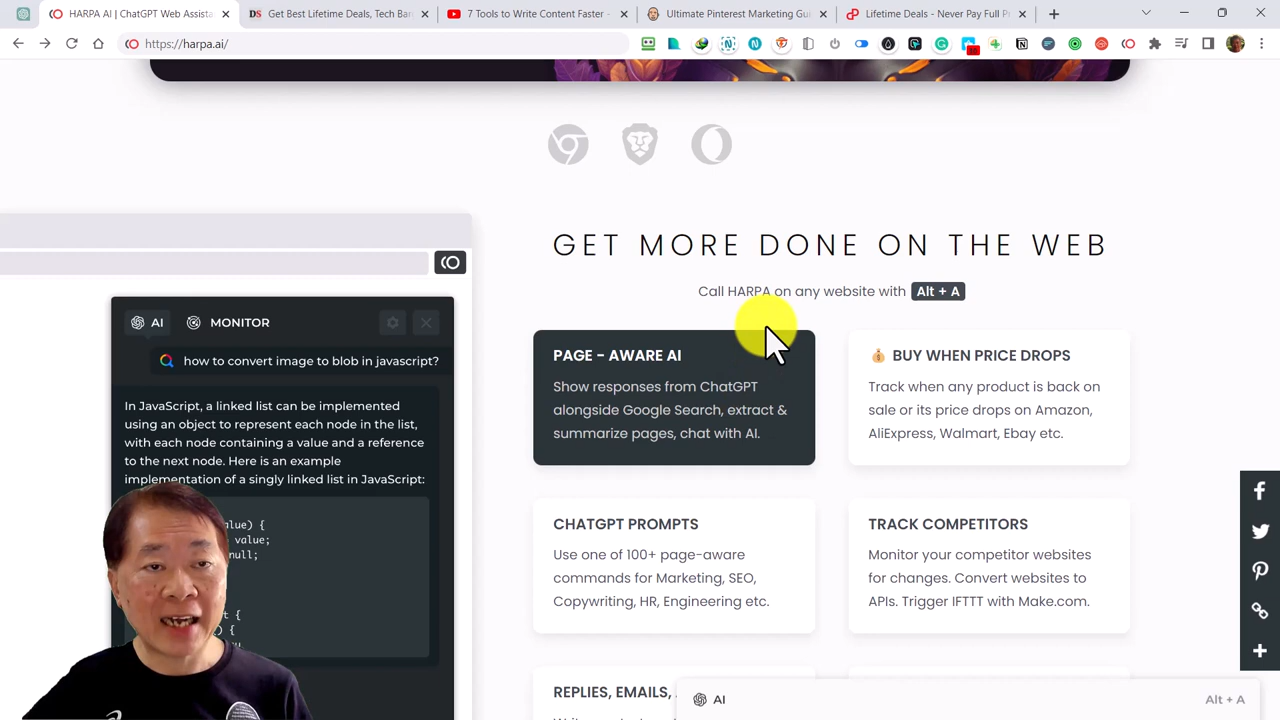 HARPA AI | ChatGPT Web Assista
Get Best Lifetime Deals, Tech Bar
7 Tools to Write Content Faster -
Ultimate Pinterest Marketing Gui
Lifetime Deals - Never Pay Full P
https://harpa.ai/
GET MORE DONE ON THE WEB
Call HARPA on any website with Alt + A
AI MONITOR
how to convert image to blob in javascript?
In JavaScript, a linked list can be implemented
using an object to represent each node in the list,
with each node containing a value and a reference
to the next node. Here is an example
implementation of a singly linked list in JavaScript:
alue) {
value;
null;
t {
) {
PAGE - AWARE AI
Show responses from ChatGPT
alongside Google Search, extract &
summarize pages, chat with AI.
BUY WHEN PRICE DROPS
Track when any product is back on
sale or its price drops on Amazon,
AliExpress, Walmart, Ebay etc.
CHATGPT PROMPTS
Use one of 100+ page-aware
commands for Marketing, SEO,
Copywriting, HR, Engineering etc.
TRACK COMPETITORS
Monitor your competitor websites
for changes. Convert websites to
APIs. Trigger IFTTT with Make.com.
REPLIES, EMAILS,
AI
Alt + A